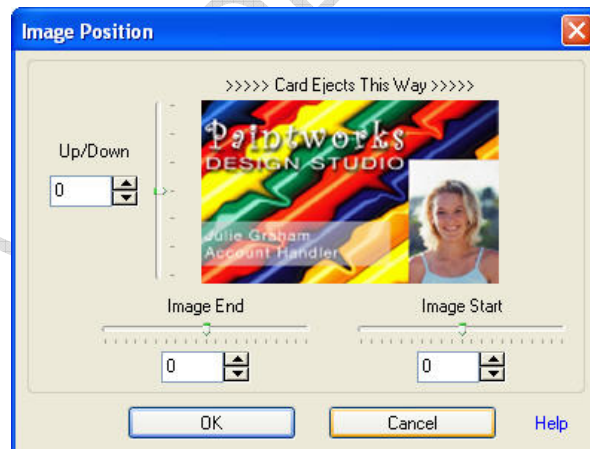 Image Position
>>>>> Card Ejects This Way >>>>>
Up/Down
0
Paintworks
DESIGN STUDIO
Julie Graham
Account Handler
Image End
Image Start
0
0
OK
Cancel
Help